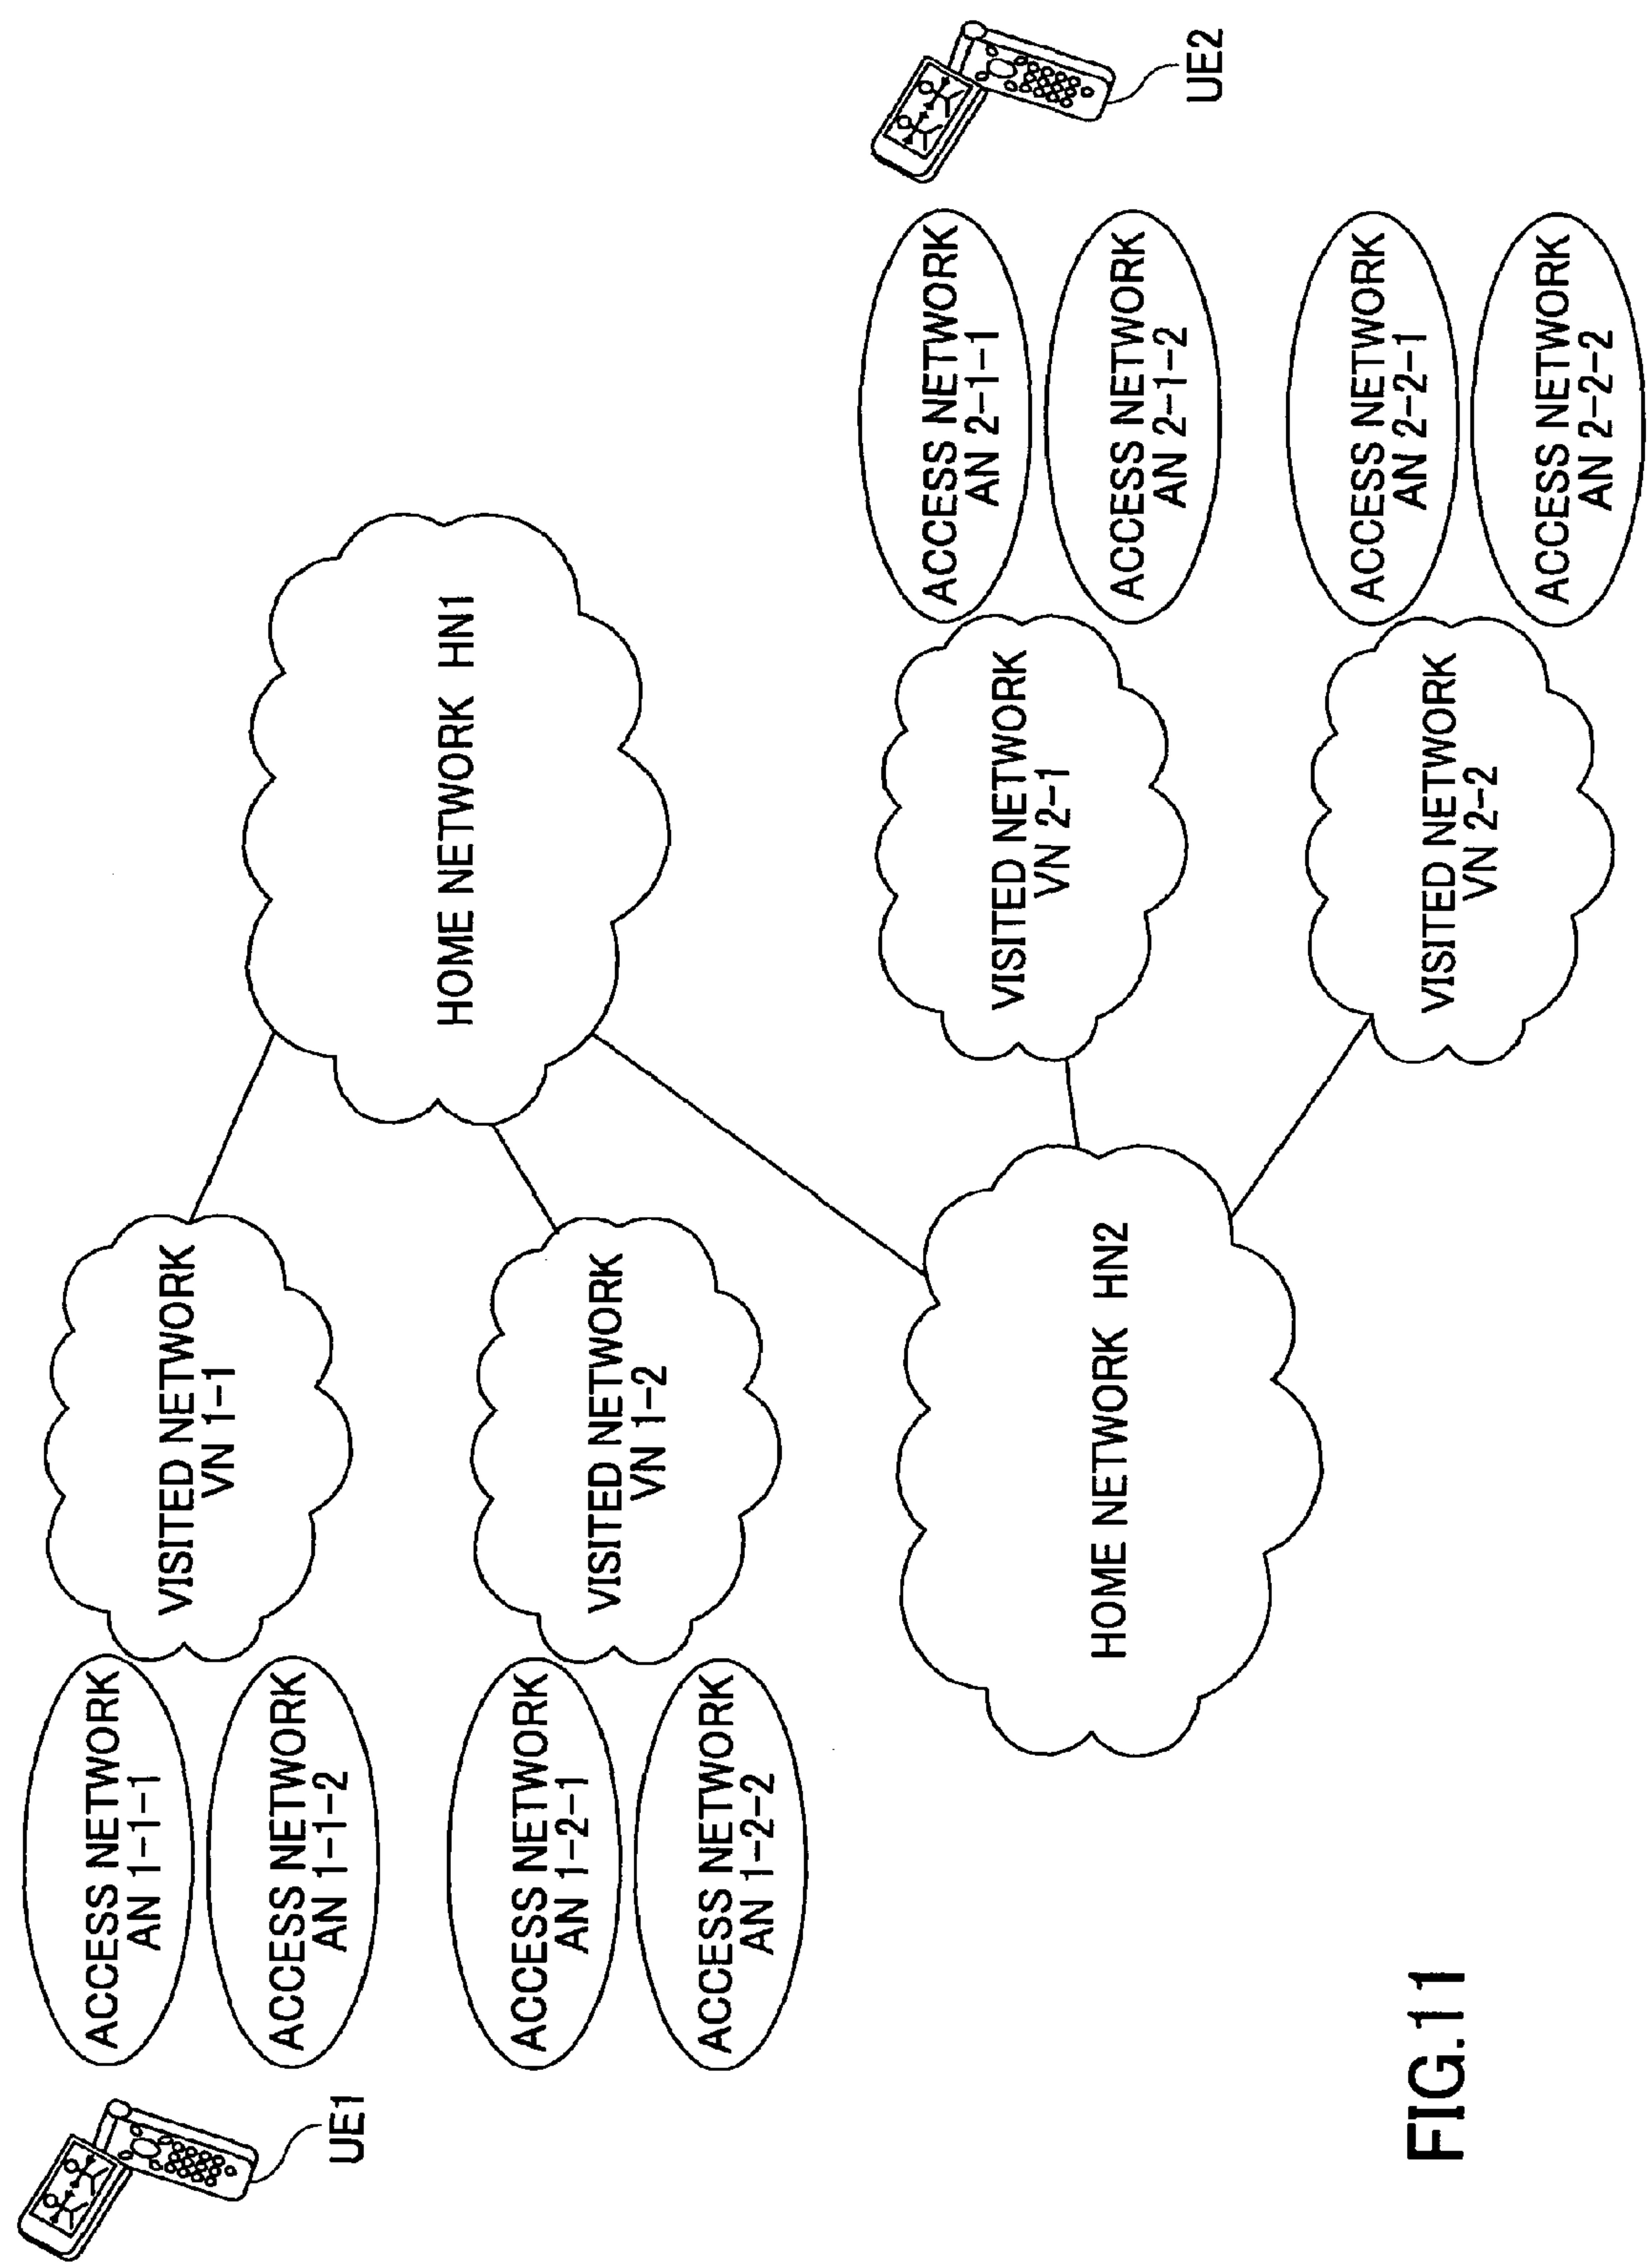 ACCESS NETWORK
AN 1-1-1
ACCESS NETWORK
AN 1-1-2
VISITED NETWORK
VN 1-1
HOME NETWORK HN1
UE1
ACCESS NETWORK
AN 1-2-1
ACCESS NETWORK
AN 1-2-2
VISITED NETWORK
VN 1-2
HOME NETWORK HN2
VISITED NETWORK
VN 2-1
ACCESS NETWORK
AN 2-1-1
ACCESS NETWORK
AN 2-1-2
UE2
VISITED NETWORK
VN 2-2
ACCESS NETWORK
AN 2-2-1
ACCESS NETWORK
AN 2-2-2
FIG.11